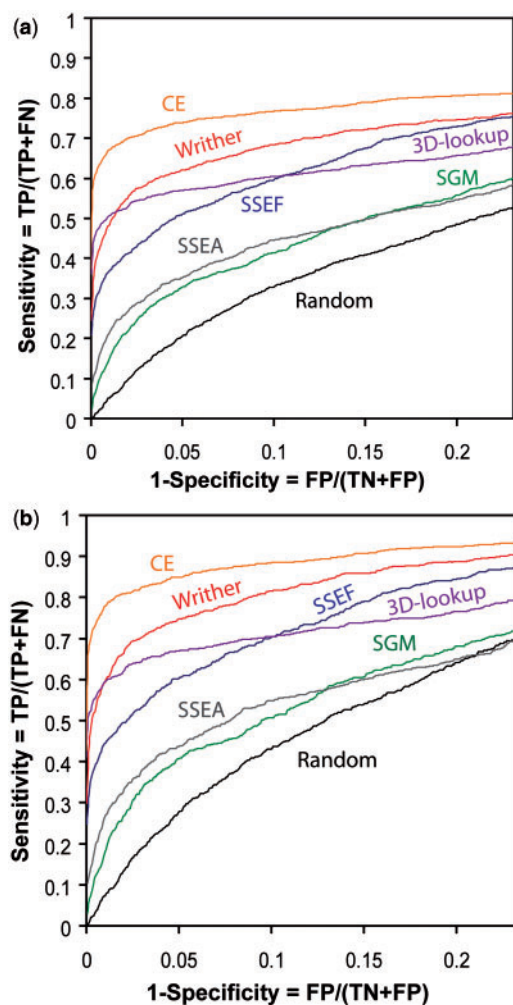 (a)
1
0.9
0.8
0.7
0.6
0.5
0.4
0.3
0.2
0.1
0
Sensitivity = TP/(TP+FN)
CE
Writher
3D-lookup
SSEF
SGM
SSEA
Random
0 0.05 0.1 0.15 0.2
1-Specificity = FP/(TN+FP)
(b)
1
0.9
0.8
0.7
0.6
0.5
0.4
0.3
0.2
0.1
0
Sensitivity = TP/(TP+FN)
CE
Writher
SSEF
3D-lookup
SGM
SSEA
Random
0 0.05 0.1 0.15 0.2
1-Specificity = FP/(TN+FP)